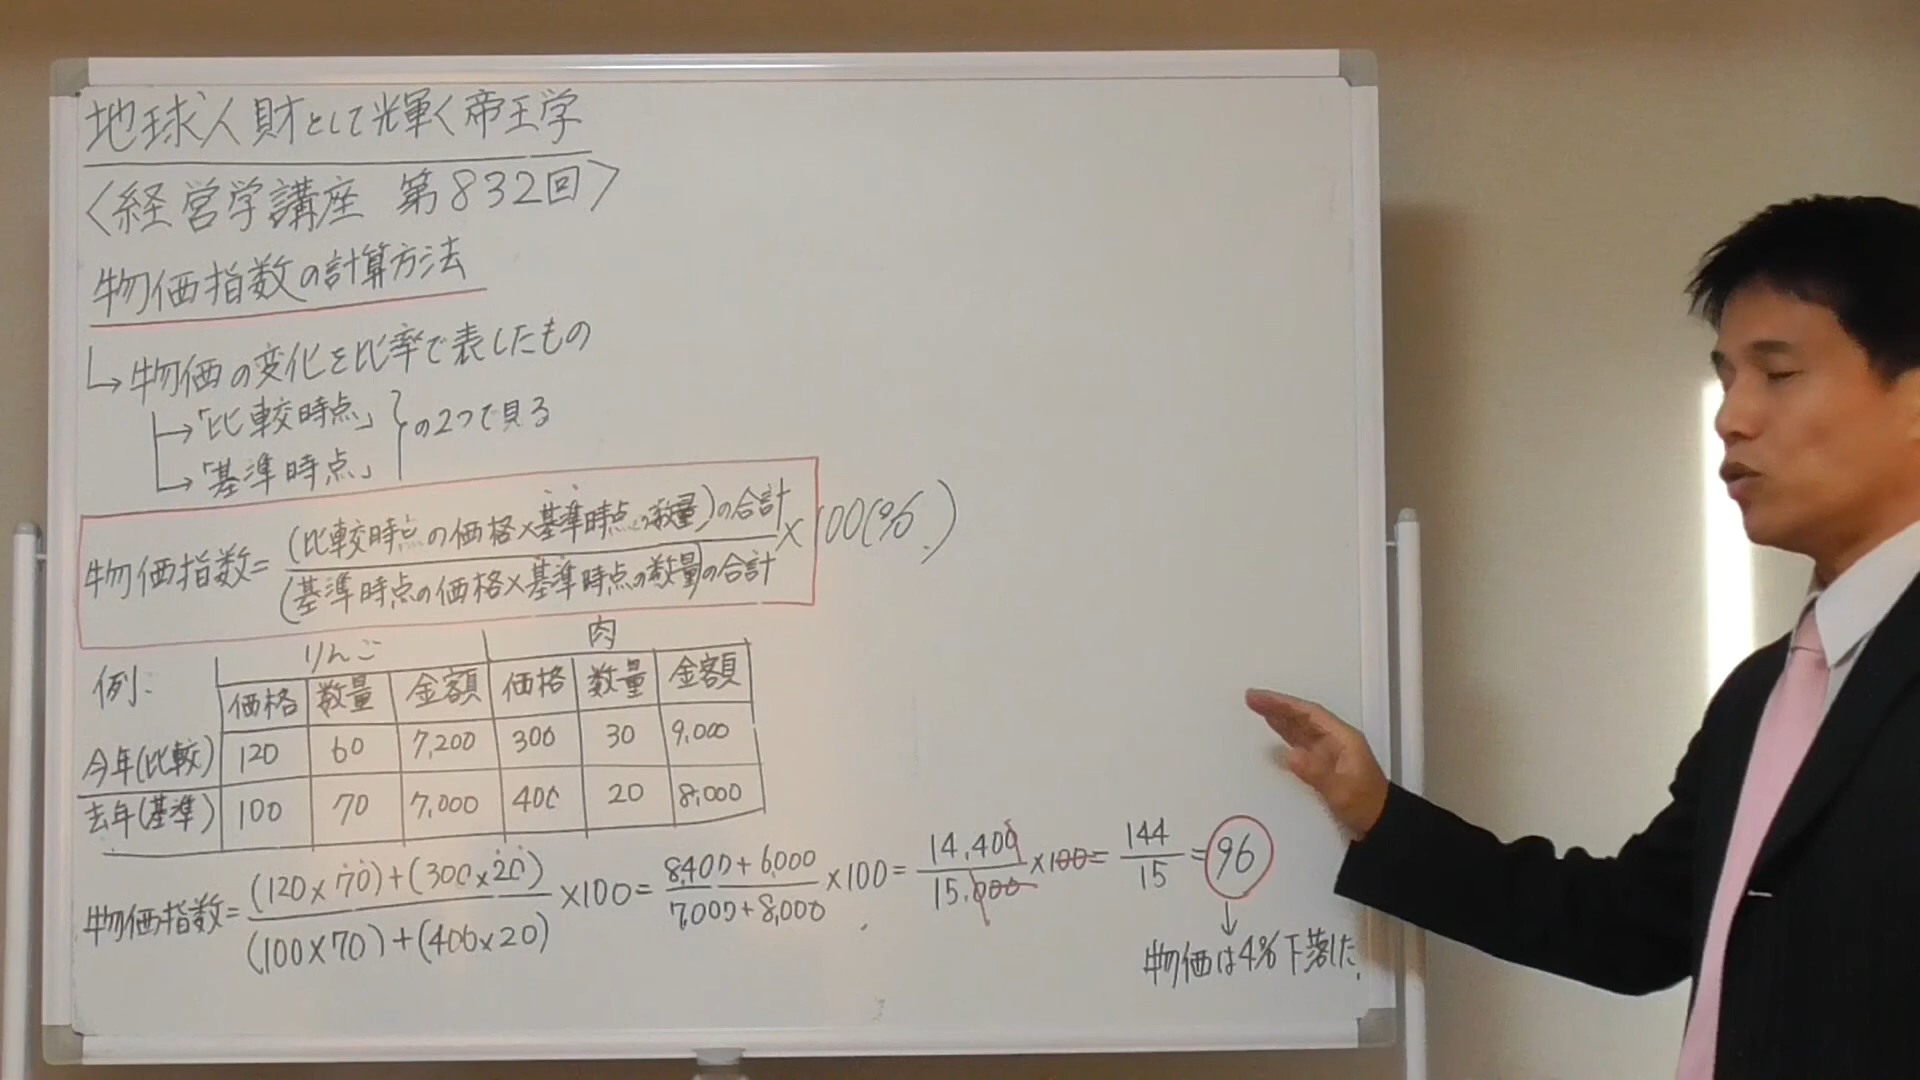 地球人財として輝く帝王学
〈経営学講座 第832回〉
物価指数の計算方法
↳物価の変化を比率で表したもの
→「比較時点」
→「基準時点」
}の2つで見る
物価指数=(比較時点の価格×基準時点の数量)の合計/(基準時点の価格×基準時点の数量)の合計×100(%)
例: りんご 肉
価格 数量 金額 価格 数量 金額
今年(比較) 120 60 7,200 300 30 9,000
去年(基準) 100 70 7,000 400 20 8,000
物価指数=(120×70)+(300×20)/(100×70)+(400×20)×100=8,400+6,000/7,000+8,000×100=14,400/15,000×100=144/15=96
↓
物価は4%下落した.